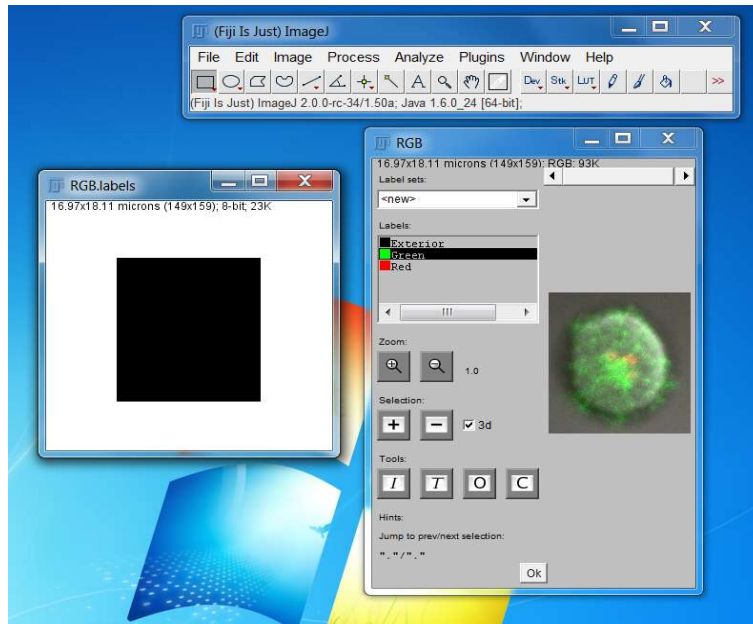 (Fiji Is Just) ImageJ
File Edit Image Process Analyze Plugins Window Help
A Dev Stk LUT >>
(Fiji Is Just) ImageJ 2.0.0-rc-34/1.50a; Java 1.6.0_24 [64-bit];
RGB.labels
16.97x18.11 microns (149x159); 8-bit; 23K
RGB
16.97x18.11 microns (149x159); RGB: 93K
Label sets:
<new>
Labels:
Exterior
Green
Red
Zoom:
1.0
Selection:
+ − 3d
Tools:
I T O C
Hints:
Jump to prev/next selection:
","/"."
Ok